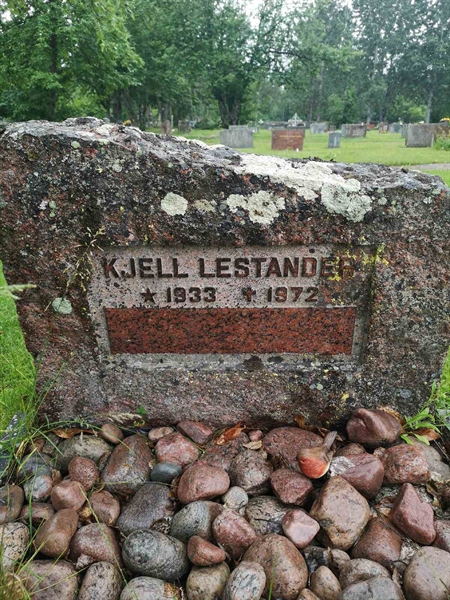 KJELL LESTANDER
★ 1933 ✝ 1972